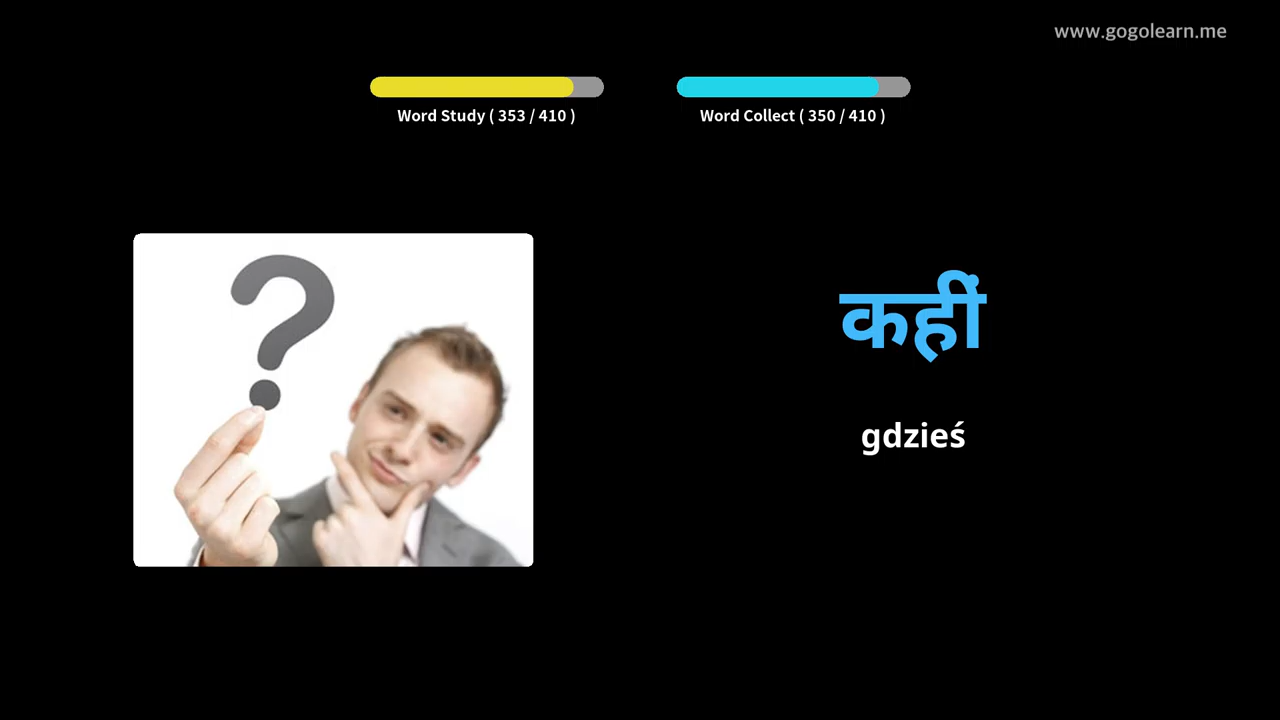 www.gogolearn.me
Word Study ( 353 / 410 )
Word Collect ( 350 / 410 )
?
कहीं
gdzieś